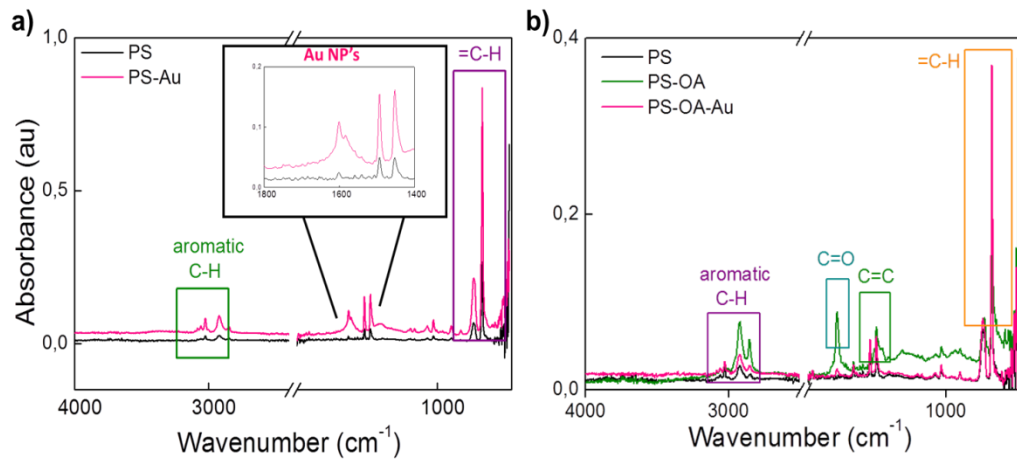 a)
1,0
PS
PS-Au
Au NP's
0,2
0,1
0,0
1800
1600
1400
=C-H
0,5
aromatic
C-H
0,0
Absorbance (au)
4000
3000
1000
Wavenumber (cm⁻¹)
b)
0,4
PS
PS-OA
PS-OA-Au
=C-H
0,2
C=O
C=C
aromatic
C-H
0,0
4000
3000
1000
Wavenumber (cm⁻¹)